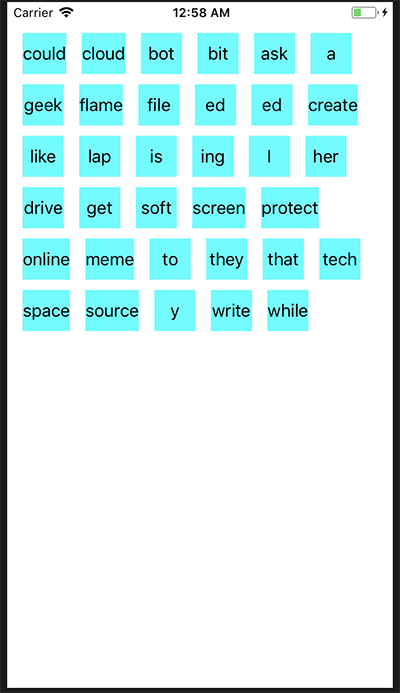 Carrier 12:58 AM
could cloud bot bit ask a
geek flame file ed ed create
like lap is ing I her
drive get soft screen protect
online meme to they that tech
space source y write while